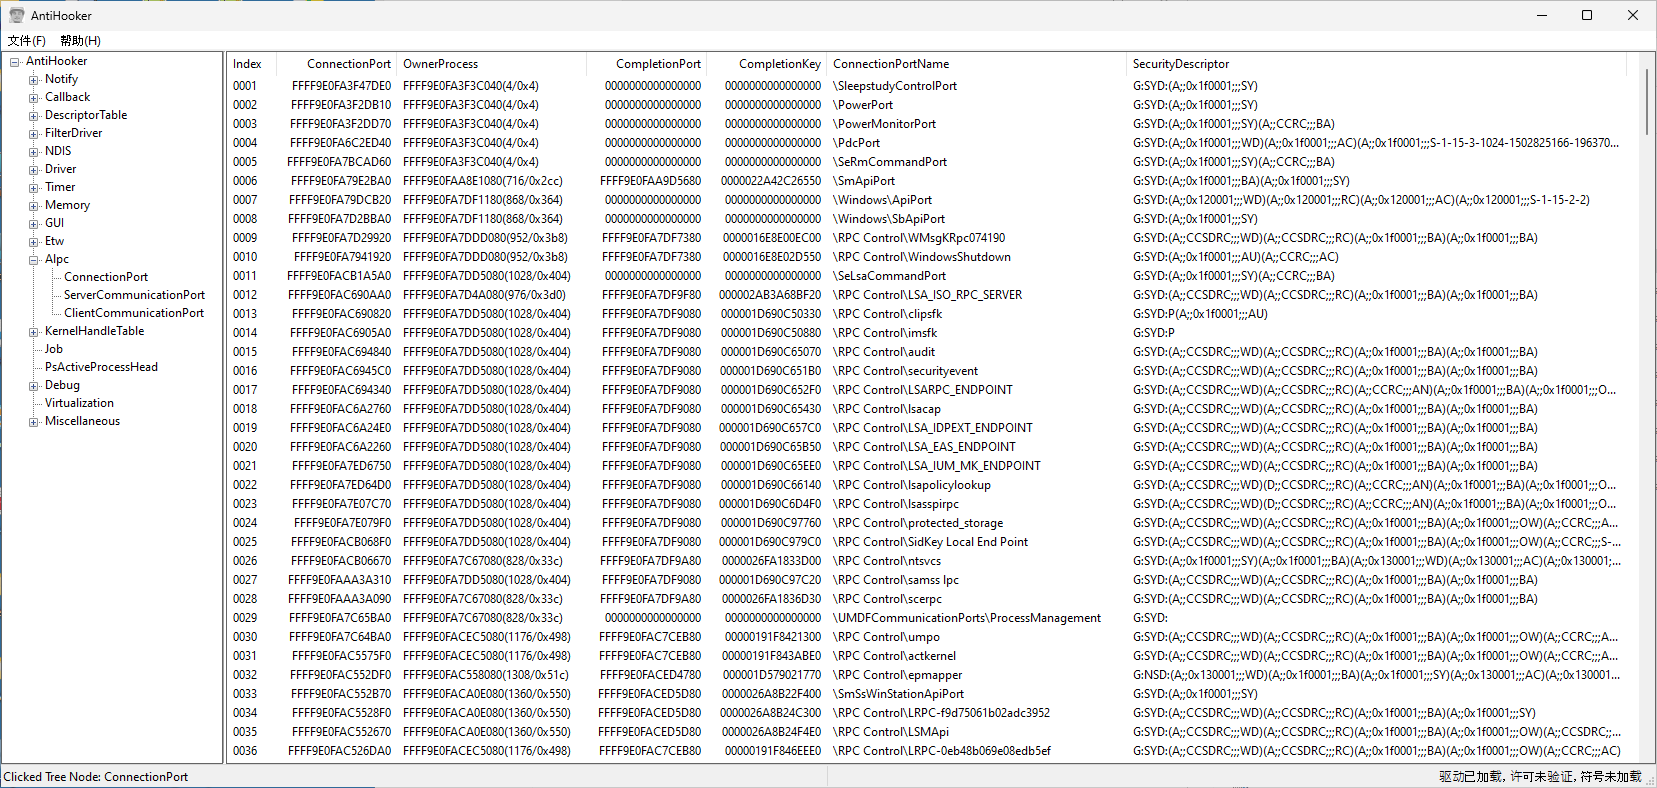 AntiHooker
文件(F) 帮助(H)
AntiHooker
Notify
Callback
DescriptorTable
FilterDriver
NDIS
Driver
Timer
Memory
GUI
Etw
Alpc
ConnectionPort
ServerCommunicationPort
ClientCommunicationPort
KernelHandleTable
Job
PsActiveProcessHead
Debug
Virtualization
Miscellaneous
Index ConnectionPort OwnerProcess CompletionPort CompletionKey ConnectionPortName SecurityDescriptor
0001 FFFF9E0FA3F47DE0 FFFF9E0FA3F3C040(4/0x4) 0000000000000000 0000000000000000 \SleepstudyControlPort G:SYD:(A;;0x1f0001;;;SY)
0002 FFFF9E0FA3F2DB10 FFFF9E0FA3F3C040(4/0x4) 0000000000000000 0000000000000000 \PowerPort G:SYD:(A;;0x1f0001;;;SY)
0003 FFFF9E0FA3F2DD70 FFFF9E0FA3F3C040(4/0x4) 0000000000000000 0000000000000000 \PowerMonitorPort G:SYD:(A;;0x1f0001;;;SY)(A;;CCRC;;;BA)
0004 FFFF9E0FA6C2ED40 FFFF9E0FA3F3C040(4/0x4) 0000000000000000 0000000000000000 \PdcPort G:SYD:(A;;0x1f0001;;;WD)(A;;0x1f0001;;;AC)(A;;0x1f0001;;;S-1-15-3-1024-1502825166-196370...
0005 FFFF9E0FA7BCAD60 FFFF9E0FA3F3C040(4/0x4) 0000000000000000 0000000000000000 \SeRmCommandPort G:SYD:(A;;0x1f0001;;;SY)(A;;CCRC;;;BA)
0006 FFFF9E0FA79E2BA0 FFFF9E0FAA8E1080(716/0x2cc) FFFF9E0FAA9D5680 0000022A42C26550 \SmApiPort G:SYD:(A;;0x1f0001;;;BA)(A;;0x1f0001;;;SY)
0007 FFFF9E0FA79DCB20 FFFF9E0FA7DF1180(868/0x364) 0000000000000000 0000000000000000 \Windows\ApiPort G:SYD:(A;;0x120001;;;WD)(A;;0x120001;;;RC)(A;;0x120001;;;AC)(A;;0x120001;;;S-1-15-2-2)
0008 FFFF9E0FA7D2BBA0 FFFF9E0FA7DF1180(868/0x364) 0000000000000000 0000000000000000 \Windows\SbApiPort G:SYD:(A;;0x1f0001;;;SY)
0009 FFFF9E0FA7D29920 FFFF9E0FA7DDD080(952/0x3b8) FFFF9E0FA7DF7380 0000016E8E00EC00 \RPC Control\WMsgKRpc074190 G:SYD:(A;;CCSDRC;;;WD)(A;;CCSDRC;;;RC)(A;;0x1f0001;;;BA)(A;;0x1f0001;;;BA)
0010 FFFF9E0FA7941920 FFFF9E0FA7DDD080(952/0x3b8) FFFF9E0FA7DF7380 0000016E8E02D550 \RPC Control\WindowsShutdown G:SYD:(A;;0x1f0001;;;AU)(A;;CCRC;;;AC)
0011 FFFF9E0FACB1A5A0 FFFF9E0FA7DD5080(1028/0x404) 0000000000000000 0000000000000000 \SeLsaCommandPort G:SYD:(A;;0x1f0001;;;SY)(A;;CCRC;;;BA)
0012 FFFF9E0FAC690AA0 FFFF9E0FA7D4A080(976/0x3d0) FFFF9E0FA7DF9F80 000002AB3A68BF20 \RPC Control\LSA_ISO_RPC_SERVER G:SYD:(A;;CCSDRC;;;WD)(A;;CCSDRC;;;RC)(A;;0x1f0001;;;BA)(A;;0x1f0001;;;BA)
0013 FFFF9E0FAC690820 FFFF9E0FA7DD5080(1028/0x404) FFFF9E0FA7DF9080 000001D690C50330 \RPC Control\clipsfk G:SYD:P(A;;0x1f0001;;;AU)
0014 FFFF9E0FAC6905A0 FFFF9E0FA7DD5080(1028/0x404) FFFF9E0FA7DF9080 000001D690C50880 \RPC Control\imsfk G:SYD:P
0015 FFFF9E0FAC694840 FFFF9E0FA7DD5080(1028/0x404) FFFF9E0FA7DF9080 000001D690C65070 \RPC Control\audit G:SYD:(A;;CCSDRC;;;WD)(A;;CCSDRC;;;RC)(A;;0x1f0001;;;BA)(A;;0x1f0001;;;BA)
0016 FFFF9E0FAC6945C0 FFFF9E0FA7DD5080(1028/0x404) FFFF9E0FA7DF9080 000001D690C651B0 \RPC Control\securityevent G:SYD:(A;;CCSDRC;;;WD)(A;;CCSDRC;;;RC)(A;;0x1f0001;;;BA)(A;;0x1f0001;;;BA)
0017 FFFF9E0FAC694340 FFFF9E0FA7DD5080(1028/0x404) FFFF9E0FA7DF9080 000001D690C652F0 \RPC Control\LSARPC_ENDPOINT G:SYD:(A;;CCSDRC;;;WD)(D;;CCSDRC;;;RC)(A;;CCRC;;;AN)(A;;0x1f0001;;;BA)(A;;0x1f0001;;;O...
0018 FFFF9E0FAC6A2760 FFFF9E0FA7DD5080(1028/0x404) FFFF9E0FA7DF9080 000001D690C65430 \RPC Control\lsacap G:SYD:(A;;CCSDRC;;;WD)(A;;CCSDRC;;;RC)(A;;0x1f0001;;;BA)(A;;0x1f0001;;;BA)
0019 FFFF9E0FAC6A24E0 FFFF9E0FA7DD5080(1028/0x404) FFFF9E0FA7DF9080 000001D690C657C0 \RPC Control\LSA_IDPEXT_ENDPOINT G:SYD:(A;;CCSDRC;;;WD)(A;;CCSDRC;;;RC)(A;;0x1f0001;;;BA)(A;;0x1f0001;;;BA)
0020 FFFF9E0FAC6A2260 FFFF9E0FA7DD5080(1028/0x404) FFFF9E0FA7DF9080 000001D690C65B50 \RPC Control\LSA_EAS_ENDPOINT G:SYD:(A;;CCSDRC;;;WD)(A;;CCSDRC;;;RC)(A;;0x1f0001;;;BA)(A;;0x1f0001;;;BA)
0021 FFFF9E0FA7ED6750 FFFF9E0FA7DD5080(1028/0x404) FFFF9E0FA7DF9080 000001D690C65EE0 \RPC Control\LSA_IUM_MK_ENDPOINT G:SYD:(A;;CCSDRC;;;WD)(A;;CCSDRC;;;RC)(A;;0x1f0001;;;BA)(A;;0x1f0001;;;BA)
0022 FFFF9E0FA7ED64D0 FFFF9E0FA7DD5080(1028/0x404) FFFF9E0FA7DF9080 000001D690C66140 \RPC Control\lsapolicylookup G:SYD:(A;;CCSDRC;;;WD)(D;;CCSDRC;;;RC)(A;;CCRC;;;AN)(A;;0x1f0001;;;BA)(A;;0x1f0001;;;O...
0023 FFFF9E0FA7E07C70 FFFF9E0FA7DD5080(1028/0x404) FFFF9E0FA7DF9080 000001D690C6D4F0 \RPC Control\lsasspirpc G:SYD:(A;;CCSDRC;;;WD)(D;;CCSDRC;;;RC)(A;;CCRC;;;AN)(A;;0x1f0001;;;BA)(A;;0x1f0001;;;O...
0024 FFFF9E0FA7E079F0 FFFF9E0FA7DD5080(1028/0x404) FFFF9E0FA7DF9080 000001D690C97760 \RPC Control\protected_storage G:SYD:(A;;CCSDRC;;;WD)(A;;CCSDRC;;;RC)(A;;0x1f0001;;;BA)(A;;0x1f0001;;;OW)(A;;CCRC;;;A...
0025 FFFF9E0FACB068F0 FFFF9E0FA7DD5080(1028/0x404) FFFF9E0FA7DF9080 000001D690C979C0 \RPC Control\SidKey Local End Point G:SYD:(A;;CCSDRC;;;WD)(A;;CCSDRC;;;RC)(A;;0x1f0001;;;BA)(A;;0x1f0001;;;OW)(A;;CCRC;;;S-...
0026 FFFF9E0FACB06670 FFFF9E0FA7C67080(828/0x33c) FFFF9E0FA7DF9A80 0000026FA1833D00 \RPC Control\ntsvcs G:SYD:(A;;0x1f0001;;;SY)(A;;0x1f0001;;;BA)(A;;0x130001;;;WD)(A;;0x130001;;;AC)(A;;0x130001;...
0027 FFFF9E0FAAA3A310 FFFF9E0FA7DD5080(1028/0x404) FFFF9E0FA7DF9080 000001D690C97C20 \RPC Control\samss lpc G:SYD:(A;;CCSDRC;;;WD)(A;;CCSDRC;;;RC)(A;;0x1f0001;;;BA)(A;;0x1f0001;;;BA)
0028 FFFF9E0FAAA3A090 FFFF9E0FA7C67080(828/0x33c) FFFF9E0FA7DF9A80 0000026FA1836D30 \RPC Control\scerpc G:SYD:(A;;CCSDRC;;;WD)(A;;CCSDRC;;;RC)(A;;0x1f0001;;;BA)(A;;0x1f0001;;;BA)
0029 FFFF9E0FA7C65BA0 FFFF9E0FA7C67080(828/0x33c) 0000000000000000 0000000000000000 \UMDFCommunicationPorts\ProcessManagement G:SYD:
0030 FFFF9E0FA7C64BA0 FFFF9E0FACEC5080(1176/0x498) FFFF9E0FAC7CEB80 00000191F8421300 \RPC Control\umpo G:SYD:(A;;CCSDRC;;;WD)(A;;CCSDRC;;;RC)(A;;0x1f0001;;;BA)(A;;0x1f0001;;;OW)(A;;CCRC;;;A...
0031 FFFF9E0FAC5575F0 FFFF9E0FACEC5080(1176/0x498) FFFF9E0FAC7CEB80 00000191F843ABE0 \RPC Control\actkernel G:SYD:(A;;CCSDRC;;;WD)(A;;CCSDRC;;;RC)(A;;0x1f0001;;;BA)(A;;0x1f0001;;;OW)(A;;CCRC;;;A...
0032 FFFF9E0FAC552DF0 FFFF9E0FAC558080(1308/0x51c) FFFF9E0FACED4780 000001D579021770 \RPC Control\epmapper G:NSD:(A;;0x130001;;;WD)(A;;0x1f0001;;;BA)(A;;0x1f0001;;;SY)(A;;0x130001;;;AC)(A;;0x130001...
0033 FFFF9E0FAC552B70 FFFF9E0FACA0E080(1360/0x550) FFFF9E0FACED5D80 0000026A8B22F400 \SmSsWinStationApiPort G:SYD:(A;;0x1f0001;;;SY)
0034 FFFF9E0FAC5528F0 FFFF9E0FACA0E080(1360/0x550) FFFF9E0FACED5D80 0000026A8B24C300 \RPC Control\LRPC-f9d75061b02adc3952 G:SYD:(A;;CCSDRC;;;WD)(A;;CCSDRC;;;RC)(A;;0x1f0001;;;BA)(A;;0x1f0001;;;SY)
0035 FFFF9E0FAC552670 FFFF9E0FACA0E080(1360/0x550) FFFF9E0FACED5D80 0000026A8B24F4E0 \RPC Control\LSMApi G:SYD:(A;;CCSDRC;;;WD)(A;;CCSDRC;;;RC)(A;;0x1f0001;;;BA)(A;;0x1f0001;;;OW)(A;;CCSDRC;;...
0036 FFFF9E0FAC526DA0 FFFF9E0FACEC5080(1176/0x498) FFFF9E0FAC7CEB80 00000191F846EEE0 \RPC Control\LRPC-0eb48b069e08edb5ef G:SYD:(A;;CCSDRC;;;WD)(A;;CCSDRC;;;RC)(A;;0x1f0001;;;BA)(A;;0x1f0001;;;OW)(A;;CCRC;;;AC)
Clicked Tree Node: ConnectionPort
驱动已加载, 许可未验证, 符号未加载